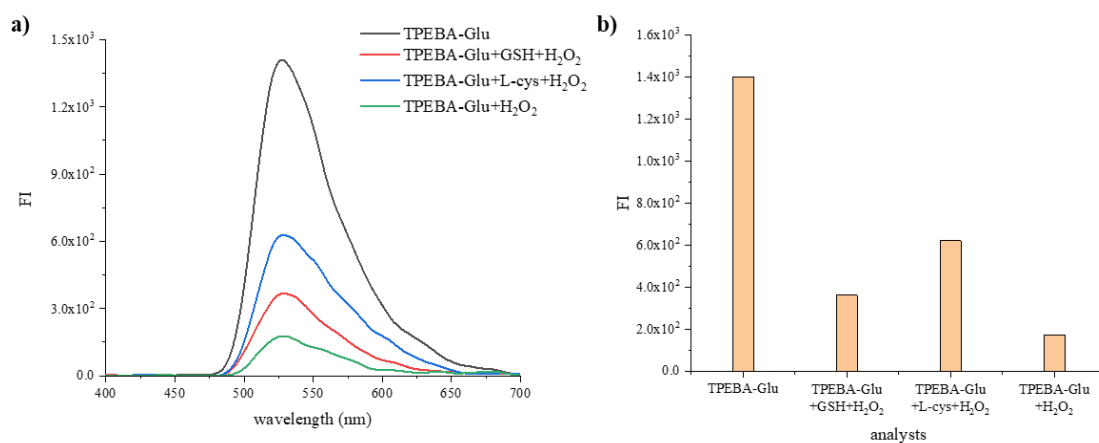 a)
1.5x10³
1.2x10³
9.0x10²
6.0x10²
3.0x10²
0.0
FI
400 450 500 550 600 650 700
wavelength (nm)
TPEBA-Glu
TPEBA-Glu+GSH+H₂O₂
TPEBA-Glu+L-cys+H₂O₂
TPEBA-Glu+H₂O₂
b)
1.6x10³
1.4x10³
1.2x10³
1.0x10³
8.0x10²
6.0x10²
4.0x10²
2.0x10²
0.0
FI
TPEBA-Glu TPEBA-Glu TPEBA-Glu TPEBA-Glu
+GSH+H₂O₂ +L-cys+H₂O₂ +H₂O₂
analysts